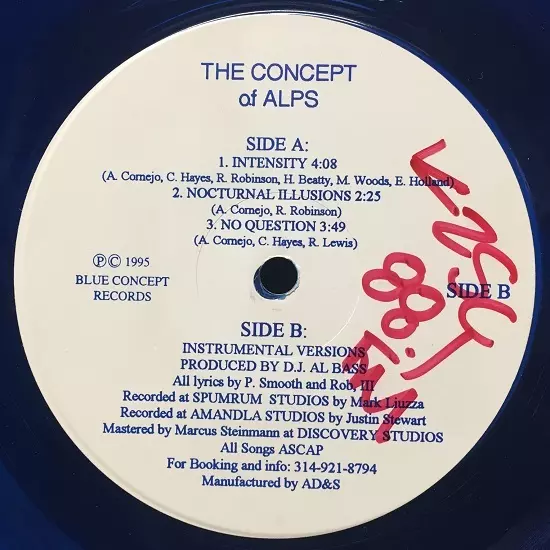 THE CONCEPT
of ALPS
SIDE A:
1. INTENSITY 4:08
(A. Cornejo, C. Hayes, R. Robinson, H. Beatty, M. Woods, E. Holland)
2. NOCTURNAL ILLUSIONS 2:25
(A. Cornejo, R. Robinson)
3. NO QUESTION 3:49
(A. Cornejo, C. Hayes, R. Lewis)
℗© 1995
BLUE CONCEPT
RECORDS
SIDE B
SIDE B:
INSTRUMENTAL VERSIONS
PRODUCED BY D.J. AL BASS
All lyrics by P. Smooth and Rob, III
Recorded at SPUMRUM STUDIOS by Mark Liuzza
Recorded at AMANDLA STUDIOS by Justin Stewart
Mastered by Marcus Steinmann at DISCOVERY STUDIOS
All Songs ASCAP
For Booking and info: 314-921-8794
Manufactured by AD&S